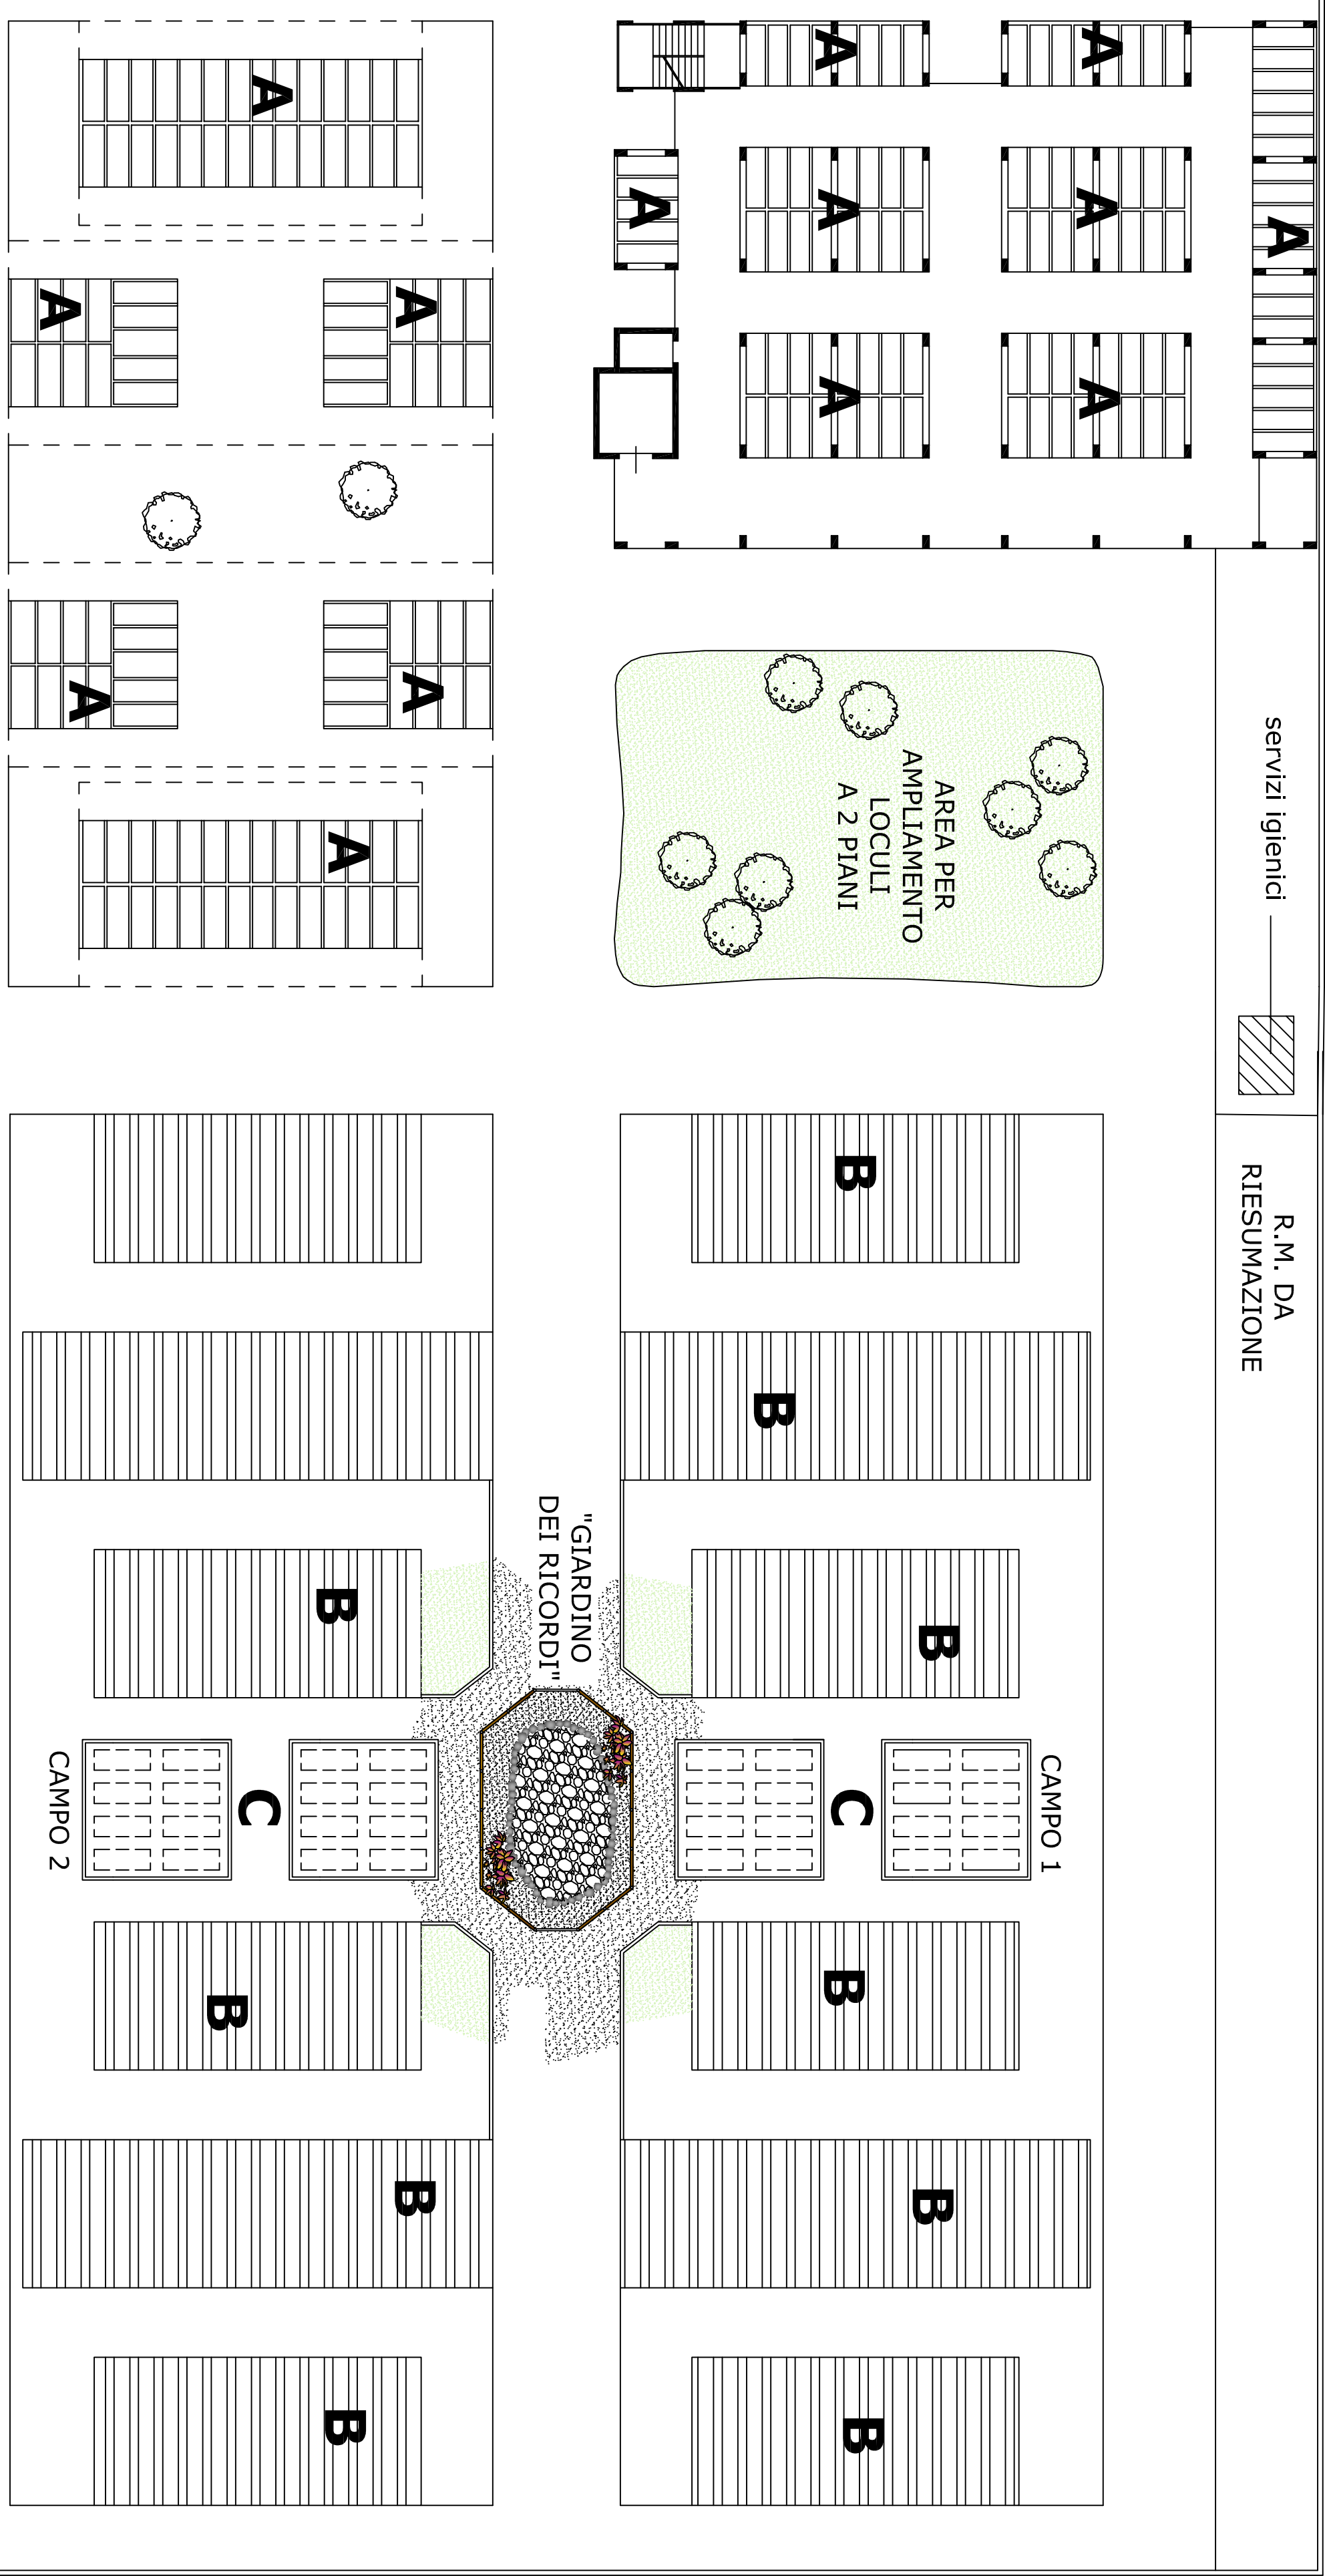 A
servizi igienici
R.M. DA
RIESUMAZIONE
A
A
A
CAMPO 1
AREA PER
AMPLIAMENTO
LOCULI
A 2 PIANI
B
B
A
A
A
B
C
B
B
B
A
"GIARDINO
DEI RICORDI"
A
A
B
A
B
B
A
C
B
A
A
CAMPO 2